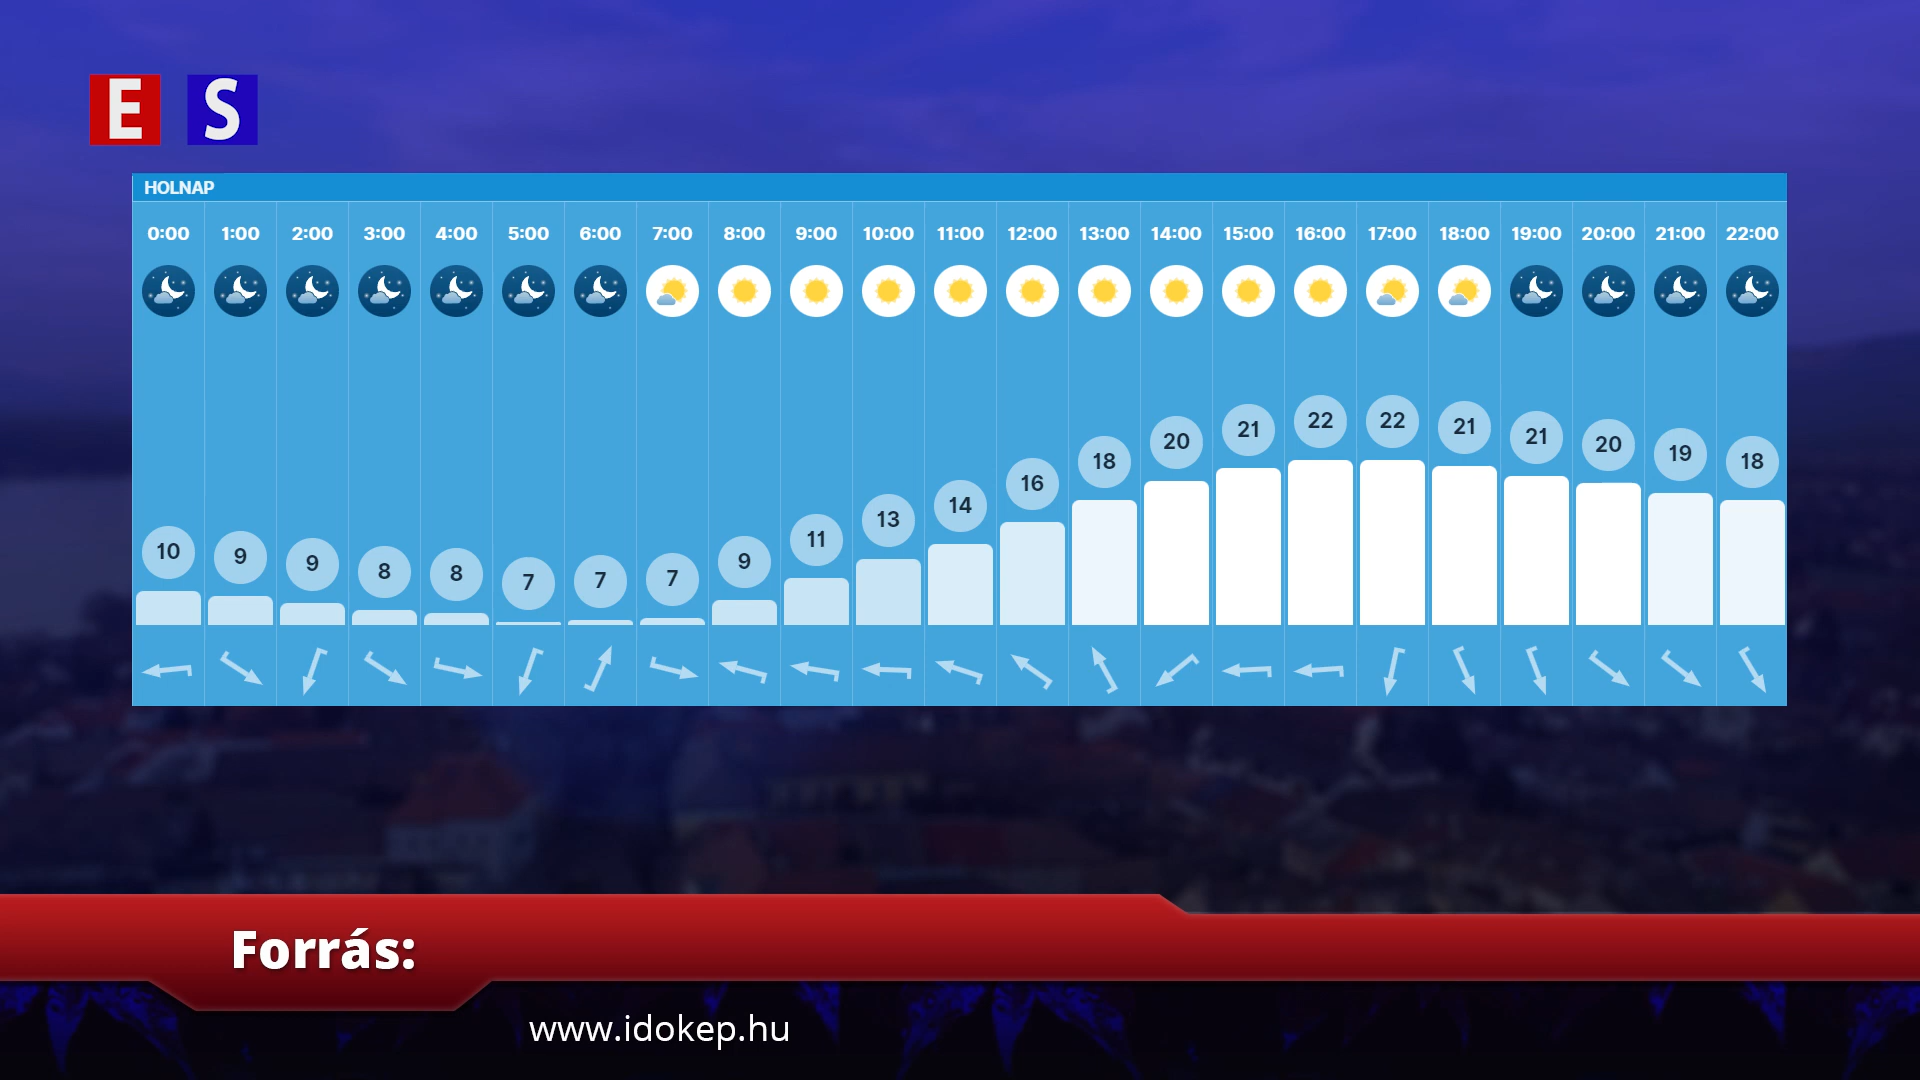 E S
HOLNAP
0:00 1:00 2:00 3:00 4:00 5:00 6:00 7:00 8:00 9:00 10:00 11:00 12:00 13:00 14:00 15:00 16:00 17:00 18:00 19:00 20:00 21:00 22:00
10 9 9 8 8 7 7 7 9 11 13 14 16 18 20 21 22 22 21 21 20 19 18
Forrás:
www.idokep.hu